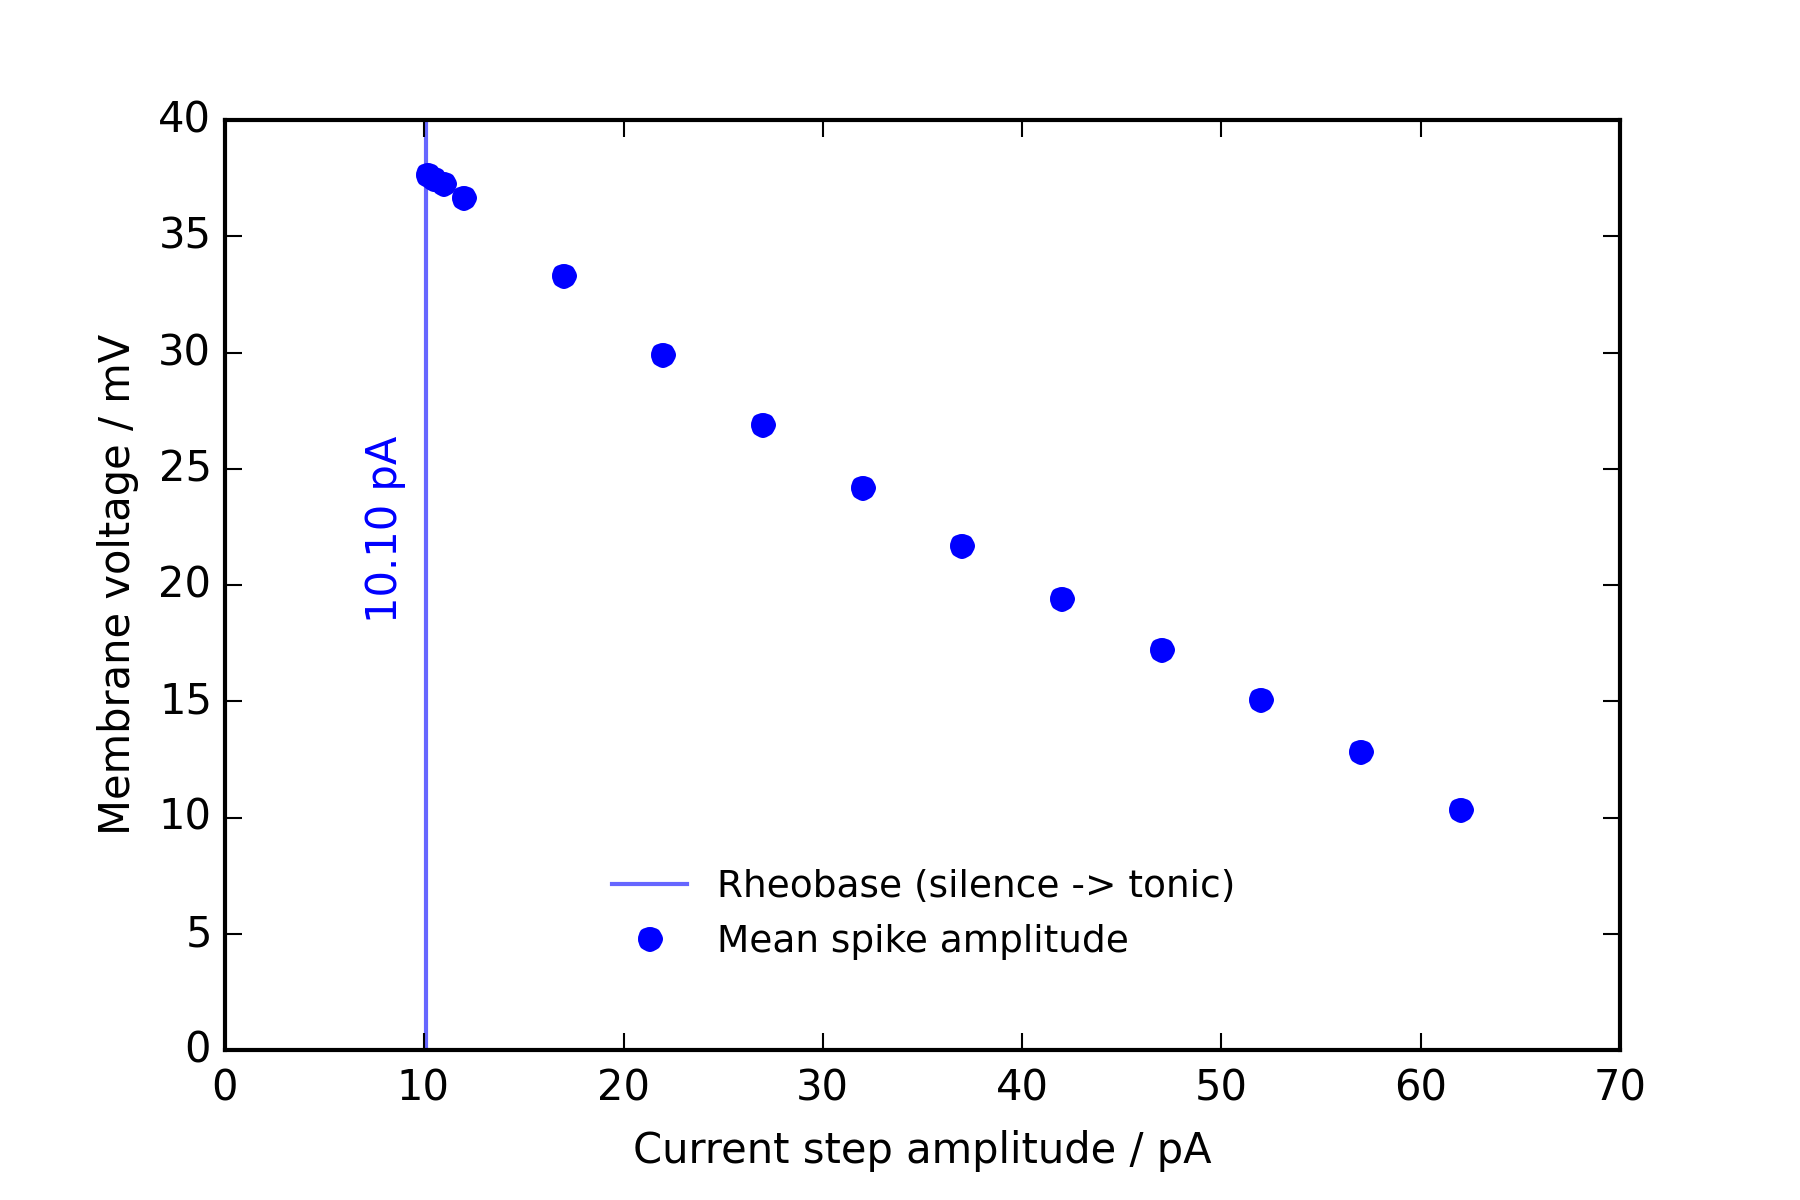 40
35
30
25
20
15
10
5
0
Membrane voltage / mV
10.10 pA
Rheobase (silence -> tonic)
Mean spike amplitude
0 10 20 30 40 50 60 70
Current step amplitude / pA